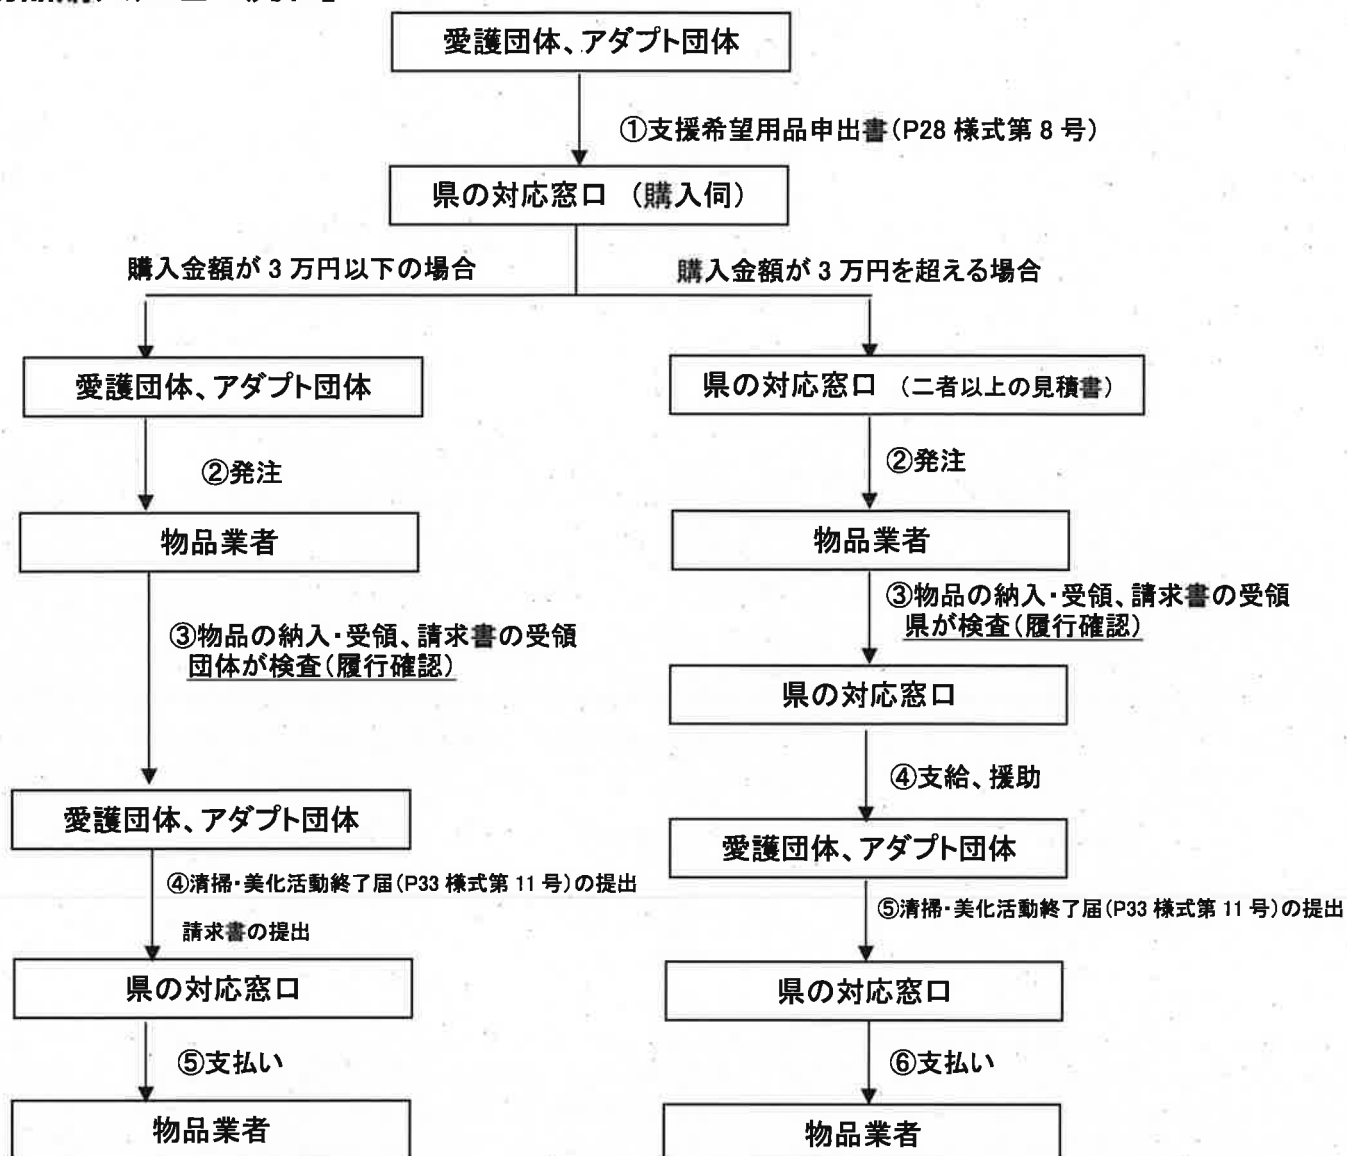 愛護団体、アダプト団体
①支援希望用品申出書(P28 様式第 8 号)
県の対応窓口 (購入伺)
購入金額が 3 万円以下の場合
購入金額が 3 万円を超える場合
愛護団体、アダプト団体
②発注
物品業者
③物品の納入・受領、請求書の受領
団体が検査(履行確認)
愛護団体、アダプト団体
④清掃・美化活動終了届(P33 様式第 11 号)の提出
請求書の提出
県の対応窓口
⑤支払い
物品業者
県の対応窓口 (二者以上の見積書)
②発注
物品業者
③物品の納入・受領、請求書の受領
県が検査(履行確認)
県の対応窓口
④支給、援助
愛護団体、アダプト団体
⑤清掃・美化活動終了届(P33 様式第 11 号)の提出
県の対応窓口
⑥支払い
物品業者